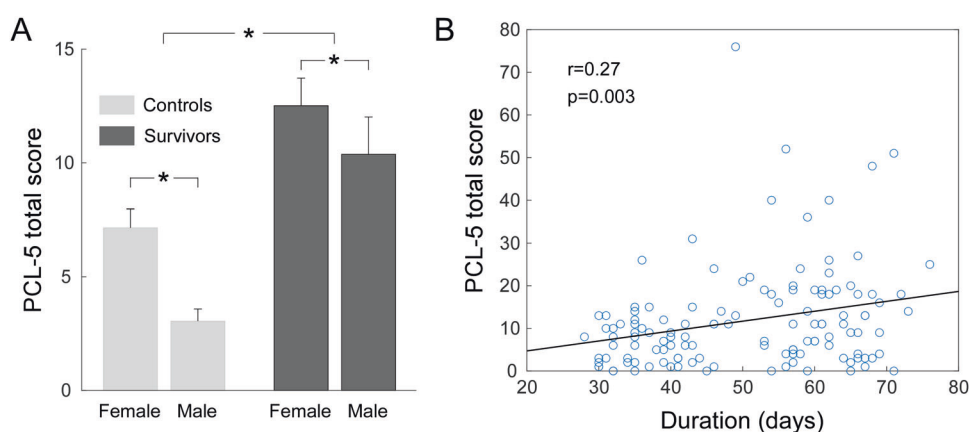 A
PCL-5 total score
15
10
5
0
Controls
Survivors
*
*
*
Female Male Female Male
B
PCL-5 total score
80
70
60
50
40
30
20
10
0
r=0.27
p=0.003
20 30 40 50 60 70 80
Duration (days)